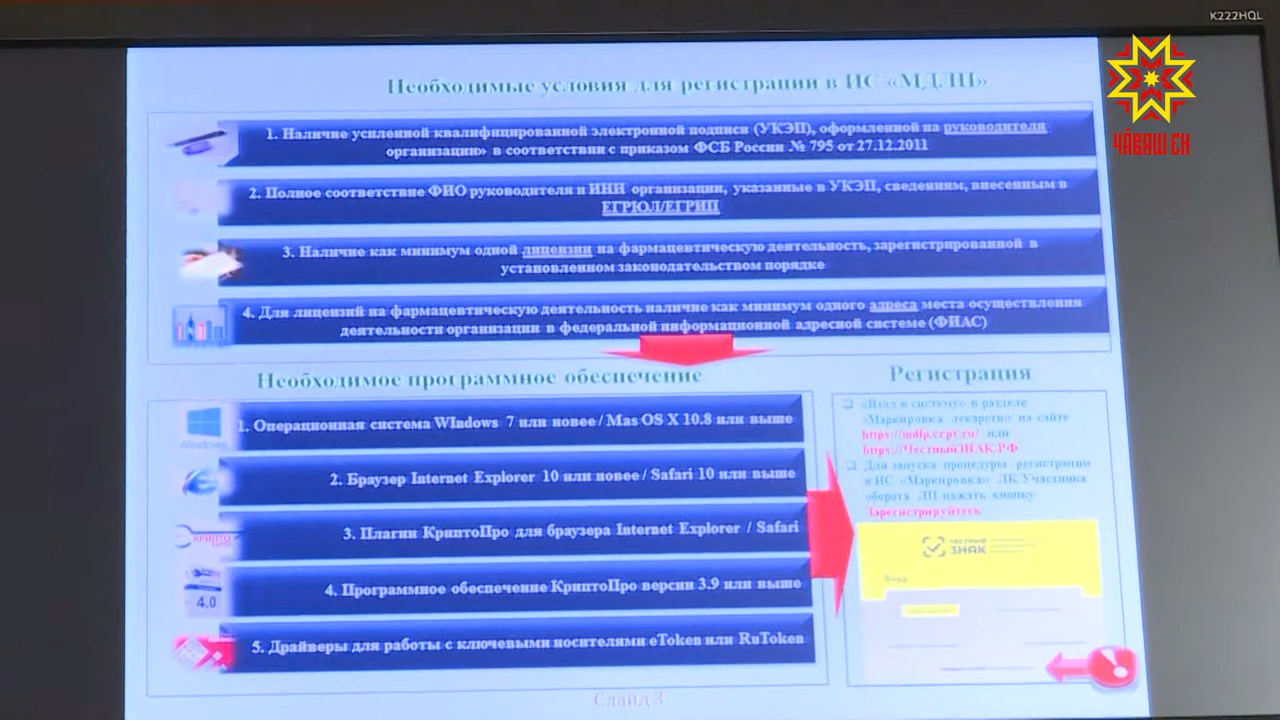 K222HQL
ЧĂВАШ ЕН
Необходимые условия для регистрации в ИС «МДЛП»
1. Наличие усиленной квалифицированной электронной подписи (УКЭП), оформленной на руководителя
организации» в соответствии с приказом ФСБ России № 795 от 27.12.2011
2. Полное соответствие ФИО руководителя и ИНН организации, указанные в УКЭП, сведениям, внесенным в
ЕГРЮЛ/ЕГРИП
3. Наличие как минимум одной лицензии на фармацевтическую деятельность, зарегистрированной в
установленном законодательством порядке
4. Для лицензий на фармацевтическую деятельность наличие как минимум одного адреса места осуществления
деятельности организации в федеральной информационной адресной системе (ФИАС)
Необходимое программное обеспечение
Windows
1. Операционная система WIndows 7 или новее / Mas OS X 10.8 или выше
2. Браузер Internet Explorer 10 или новее / Safari 10 или выше
КРИПТО
3. Плагин КриптоПро для браузера Internet Explorer / Safari
4.0
4. Программное обеспечение КриптоПро версии 3.9 или выше
5. Драйверы для работы с ключевыми носителями eToken или RuToken
Регистрация
«Вход в систему» в разделе
«Маркировка лекарств» на сайте
https://mdlp.crpt.ru/ или
https://ЧестныйЗНАК.РФ
Для запуска процедуры регистрации
в ИС «Маркировка» ЛК Участника
оборота ЛП нажать кнопку
Зарегистрируйтесь
ЧЕСТНЫЙ
ЗНАК
Вход
Слайд 3